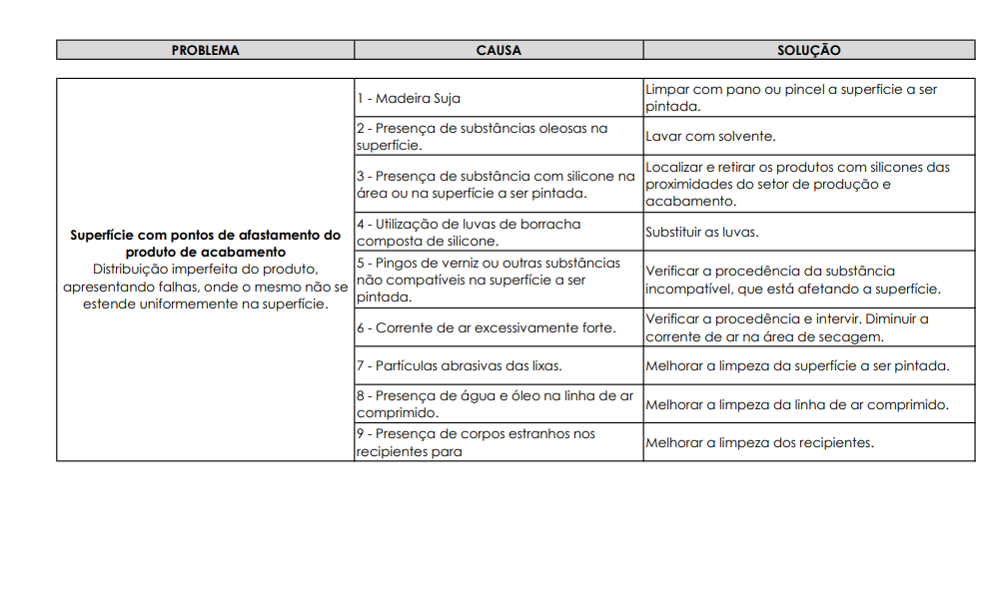 PROBLEMA CAUSA SOLUÇÃO
Superfície com pontos de afastamento do
produto de acabamento
Distribuição imperfeita do produto,
apresentando falhas, onde o mesmo não se
estende uniformemente na superfície.
1 - Madeira Suja
Limpar com pano ou pincel a superficie a ser
pintada.
2 - Presença de substâncias oleosas na
superfície.
Lavar com solvente.
3 - Presença de substância com silicone na
área ou na superfície a ser pintada.
Localizar e retirar os produtos com silicones das
proximidades do setor de produção e
acabamento.
4 - Utilização de luvas de borracha
composta de silicone.
Substituir as luvas.
5 - Pingos de verniz ou outras substâncias
não compatíveis na superfície a ser
pintada.
Verificar a procedência da substância
incompatível, que está afetando a superfície.
6 - Corrente de ar excessivamente forte.
Verificar a procedência e intervir. Diminuir a
corrente de ar na área de secagem.
7 - Partículas abrasivas das lixas.
Melhorar a limpeza da superfície a ser pintada.
8 - Presença de água e óleo na linha de ar
comprimido.
Melhorar a limpeza da linha de ar comprimido.
9 - Presença de corpos estranhos nos
recipientes para
Melhorar a limpeza dos recipientes.